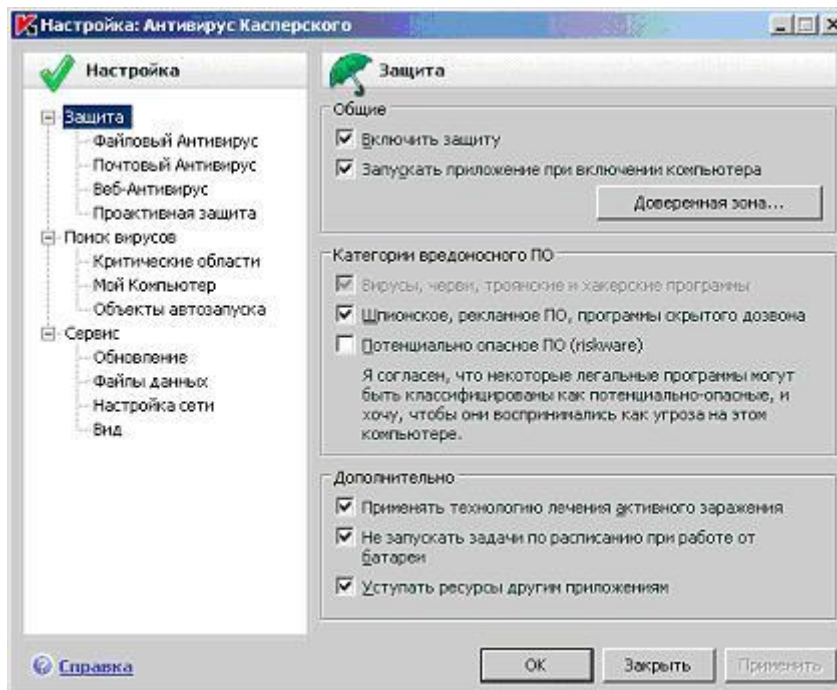 Настройка: Антивирус Касперского
Настройка
Защита
Файловый Антивирус
Почтовый Антивирус
Веб-Антивирус
Проактивная защита
Поиск вирусов
Критические области
Мой Компьютер
Объекты автозапуска
Сервис
Обновление
Файлы данных
Настройка сети
Вид
Защита
Общие
Включить защиту
Запускать приложение при включении компьютера
Доверенная зона...
Категории вредоносного ПО
Вирусы, черви, троянские и хакерские программы
Шпионское, рекламное ПО, программы скрытого дозвона
Потенциально опасное ПО (riskware)
Я согласен, что некоторые легальные программы могут
быть классифицированы как потенциально-опасные, и
хочу, чтобы они воспринимались как угроза на этом
компьютере.
Дополнительно
Применять технологию лечения активного заражения
Не запускать задачи по расписанию при работе от
батареи
Уступать ресурсы другим приложениям
Справка
OK
Закрыть
Применить